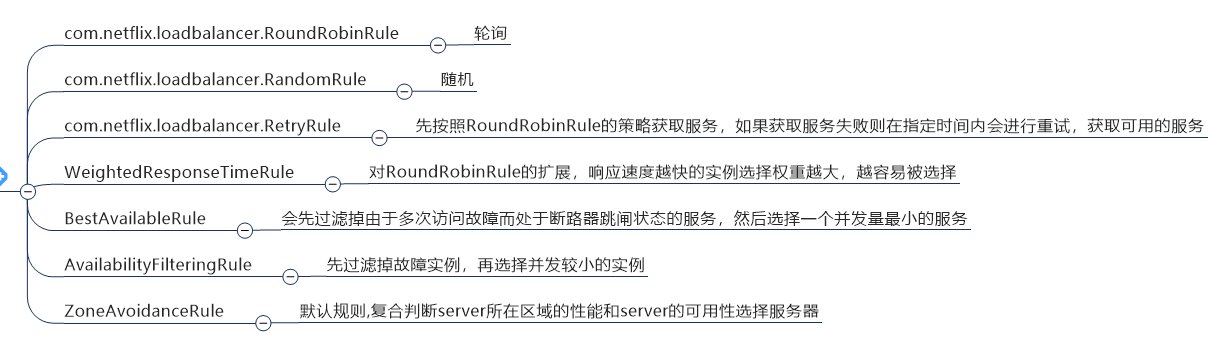 com.netflix.loadbalancer.RoundRobinRule 轮询
com.netflix.loadbalancer.RandomRule 随机
com.netflix.loadbalancer.RetryRule 先按照RoundRobinRule的策略获取服务，如果获取服务失败则在指定时间内会进行重试，获取可用的服务
WeightedResponseTimeRule 对RoundRobinRule的扩展，响应速度越快的实例选择权重越大，越容易被选择
BestAvailableRule 会先过滤掉由于多次访问故障而处于断路器跳闸状态的服务，然后选择一个并发量最小的服务
AvailabilityFilteringRule 先过滤掉故障实例，再选择并发较小的实例
ZoneAvoidanceRule 默认规则,复合判断server所在区域的性能和server的可用性选择服务器